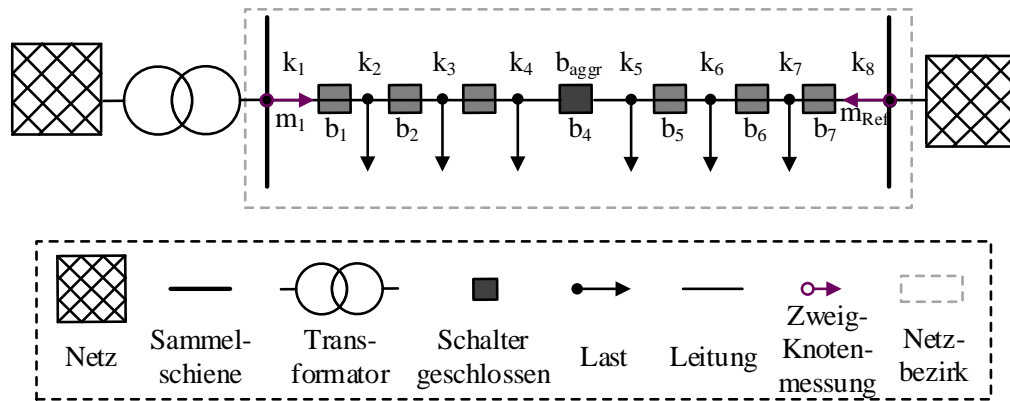 k1 k2 k3 k4 baggr k5 k6 k7 k8
m1 b1 b2 b4 b5 b6 b7 mRef
Netz
Sammel-
schiene
Trans-
formator
Schalter
geschlossen
Last
Leitung
Zweig-
Knoten-
messung
Netz-
bezirk